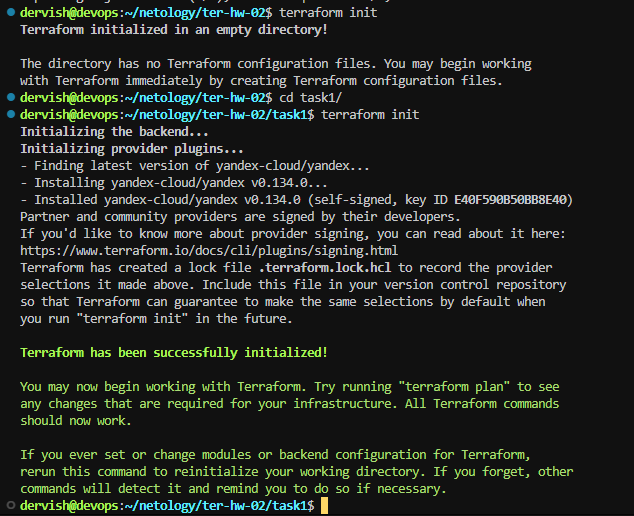 dervish@devops:~/netology/ter-hw-02$ terraform init
Terraform initialized in an empty directory!
The directory has no Terraform configuration files. You may begin working
with Terraform immediately by creating Terraform configuration files.
dervish@devops:~/netology/ter-hw-02$ cd task1/
dervish@devops:~/netology/ter-hw-02/task1$ terraform init
Initializing the backend...
Initializing provider plugins...
- Finding latest version of yandex-cloud/yandex...
- Installing yandex-cloud/yandex v0.134.0...
- Installed yandex-cloud/yandex v0.134.0 (self-signed, key ID E40F590B50BB8E40)
Partner and community providers are signed by their developers.
If you'd like to know more about provider signing, you can read about it here:
https://www.terraform.io/docs/cli/plugins/signing.html
Terraform has created a lock file .terraform.lock.hcl to record the provider
selections it made above. Include this file in your version control repository
so that Terraform can guarantee to make the same selections by default when
you run "terraform init" in the future.
Terraform has been successfully initialized!
You may now begin working with Terraform. Try running "terraform plan" to see
any changes that are required for your infrastructure. All Terraform commands
should now work.
If you ever set or change modules or backend configuration for Terraform,
rerun this command to reinitialize your working directory. If you forget, other
commands will detect it and remind you to do so if necessary.
dervish@devops:~/netology/ter-hw-02/task1$